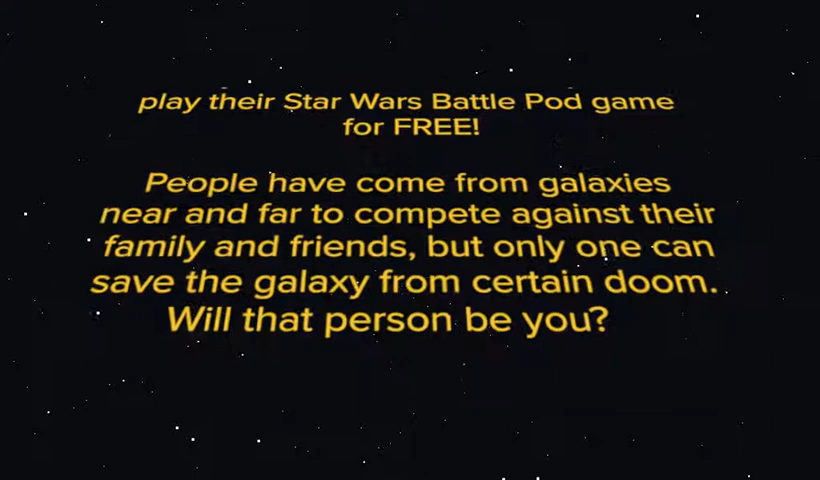 play their Star Wars Battle Pod game
for FREE!
People have come from galaxies
near and far to compete against their
family and friends, but only one can
save the galaxy from certain doom.
Will that person be you?